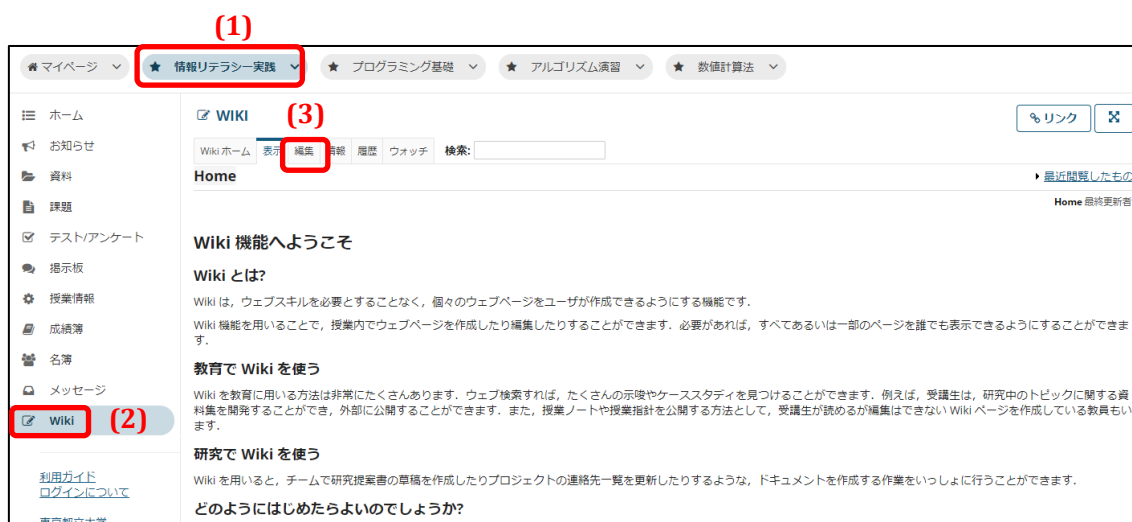 (1)
マイページ
情報リテラシー実践
プログラミング基礎
アルゴリズム演習
数値計算法
ホーム
お知らせ
資料
課題
テスト/アンケート
掲示板
授業情報
成績簿
名簿
メッセージ
Wiki
(2)
利用ガイド
ログインについて
東京都立大学
WIKI
(3)
リンク
Wiki ホーム 表示 編集 情報 履歴 ウォッチ 検索:
Home
最近閲覧したもの
Home 最終更新者
Wiki 機能へようこそ
Wiki とは?
Wiki は，ウェブスキルを必要とすることなく，個々のウェブページをユーザが作成できるようにする機能です．
Wiki 機能を用いることで，授業内でウェブページを作成したり編集したりすることができます．必要があれば，すべてあるいは一部のページを誰でも表示できるようにすることができま
す．
教育で Wiki を使う
Wiki を教育に用いる方法は非常にたくさんあります．ウェブ検索すれば，たくさんの示唆やケーススタディを見つけることができます．例えば，受講生は，研究中のトピックに関する資
料集を開発することができ，外部に公開することができます．また，授業ノートや授業指針を公開する方法として，受講生が読めるが編集はできない Wiki ページを作成している教員もい
ます．
研究で Wiki を使う
Wiki を用いると，チームで研究提案書の草稿を作成したりプロジェクトの連絡先一覧を更新したりするような，ドキュメントを作成する作業をいっしょに行うことができます．
どのようにはじめたらよいのでしょうか?